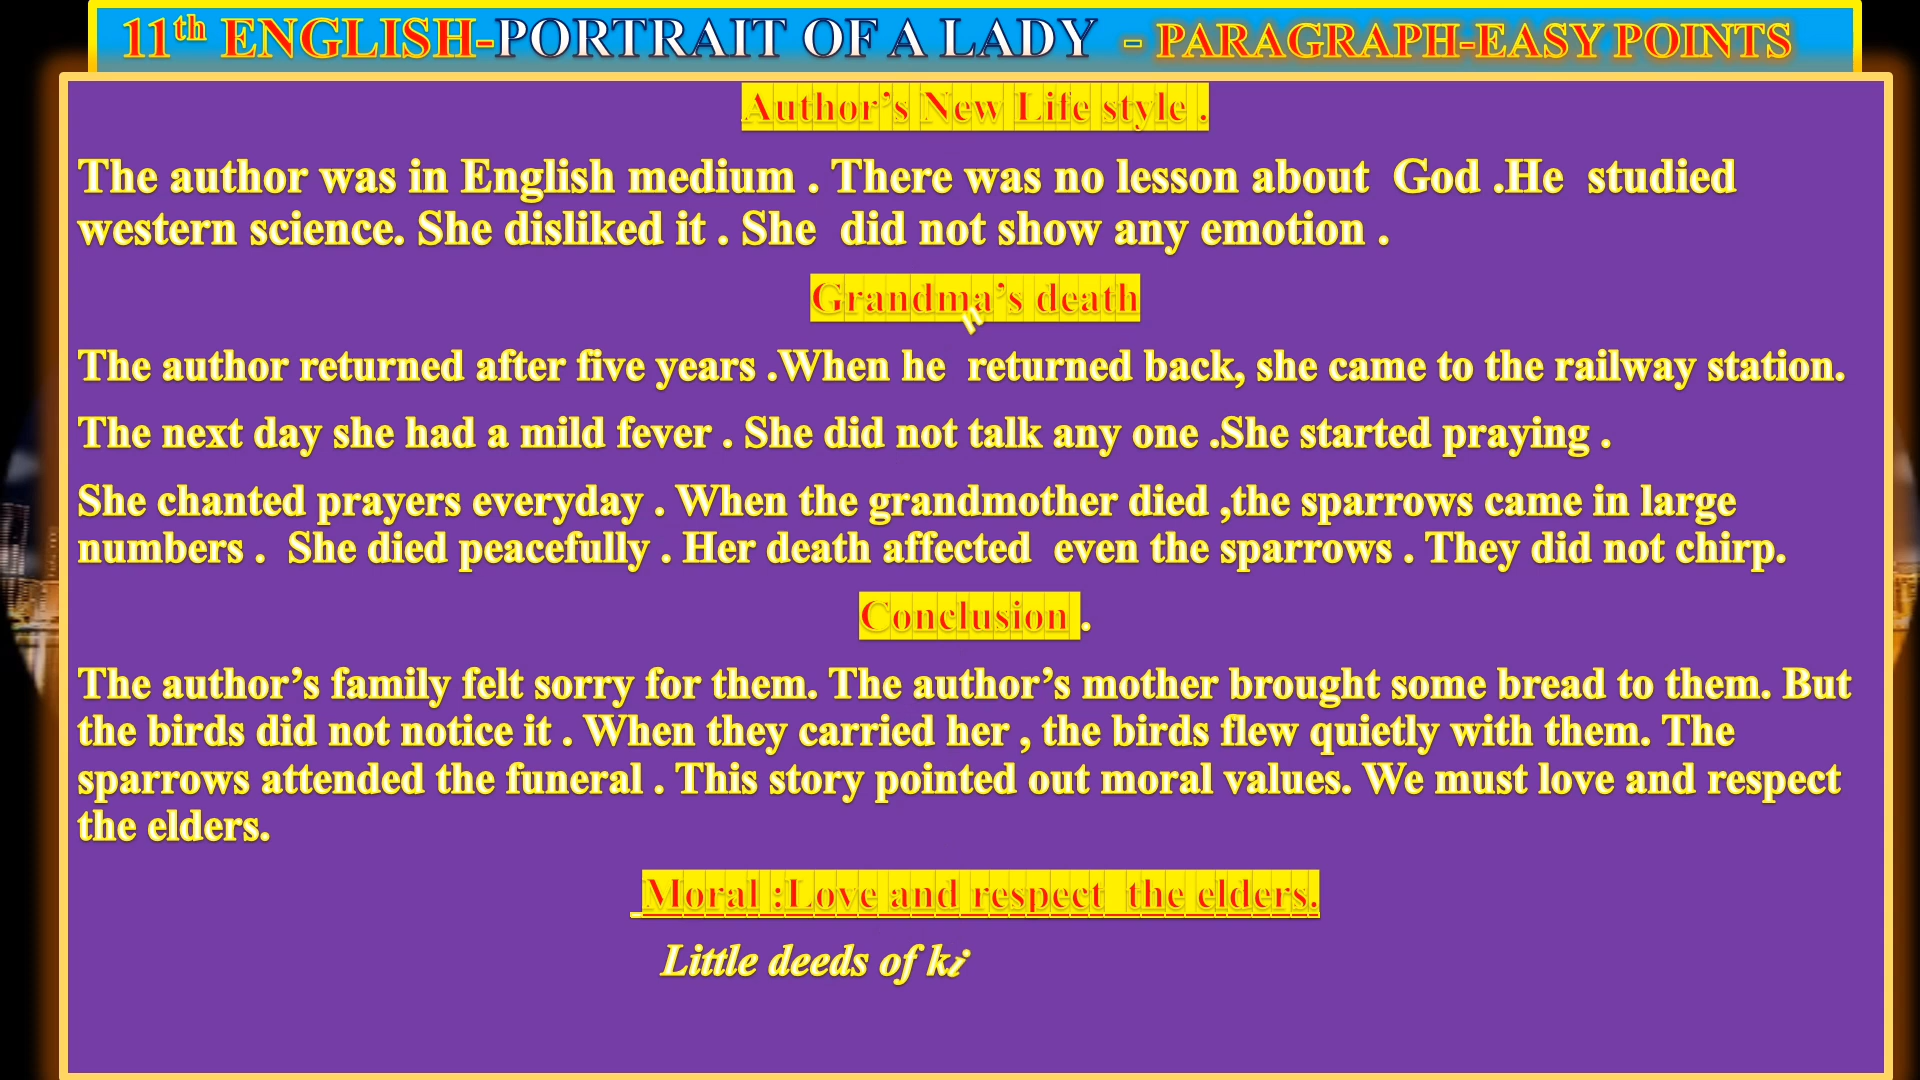 11th ENGLISH-PORTRAIT OF A LADY - PARAGRAPH-EASY POINTS
Author’s New Life style .
The author was in English medium . There was no lesson about God .He studied
western science. She disliked it . She did not show any emotion .
Grandma’s death
n
The author returned after five years .When he returned back, she came to the railway station.
The next day she had a mild fever . She did not talk any one .She started praying .
She chanted prayers everyday . When the grandmother died ,the sparrows came in large
numbers . She died peacefully . Her death affected even the sparrows . They did not chirp.
Conclusion .
The author’s family felt sorry for them. The author’s mother brought some bread to them. But
the birds did not notice it . When they carried her , the birds flew quietly with them. The
sparrows attended the funeral . This story pointed out moral values. We must love and respect
the elders.
Moral :Love and respect the elders.
Little deeds of ki